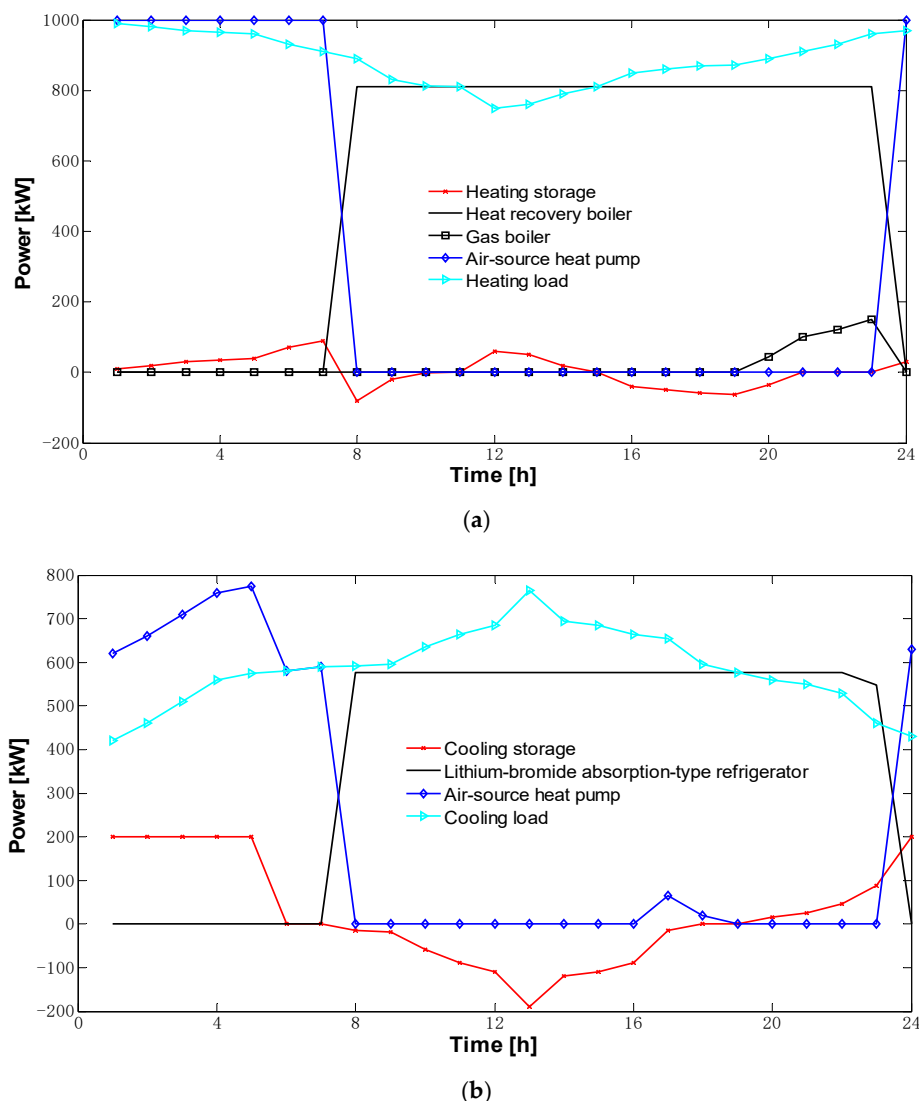 1000
800
600
400
200
0
−200
0
4
8
12
16
20
24
Power [kW]
Time [h]
Heating storage
Heat recovery boiler
Gas boiler
Air-source heat pump
Heating load
(a)
800
700
600
500
400
300
200
100
0
−100
−200
0
4
8
12
16
20
24
Power [kW]
Time [h]
Cooling storage
Lithium-bromide absorption-type refrigerator
Air-source heat pump
Cooling load
(b)